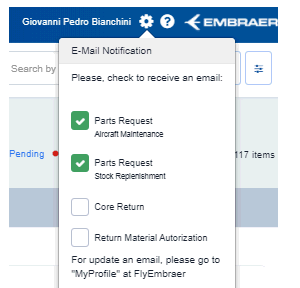 Giovanni Pedro Bianchini ? EMBRAER
E-Mail Notification
Search by
Please, check to receive an email:
Parts Request
Aircraft Maintenance
Pending
117 items
Parts Request
Stock Replenishment
Core Return
Return Material Autorization
For update an email, please go to
"MyProfile" at FlyEmbraer